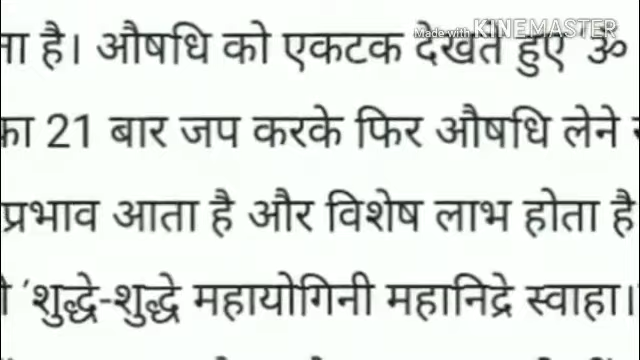 Made with KINEMASTER
है। औषधि को एकटक देखते हुए 'ॐ
21 बार जप करके फिर औषधि लेने
प्रभाव आता है और विशेष लाभ होता है
'शुद्धे-शुद्धे महायोगिनी महानिद्रे स्वाहा।